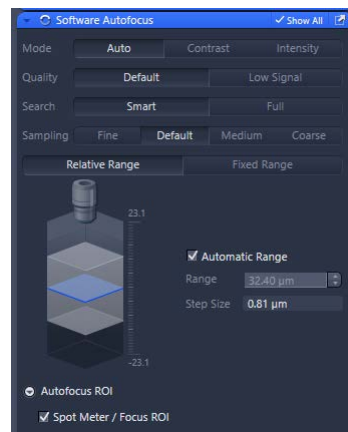 Software Autofocus Show All
Mode Auto Contrast Intensity
Quality Default Low Signal
Search Smart Full
Sampling Fine Default Medium Coarse
Relative Range Fixed Range
23.1
Automatic Range
Range 32.40 µm
Step Size 0.81 µm
-23.1
Autofocus ROI
Spot Meter / Focus ROI